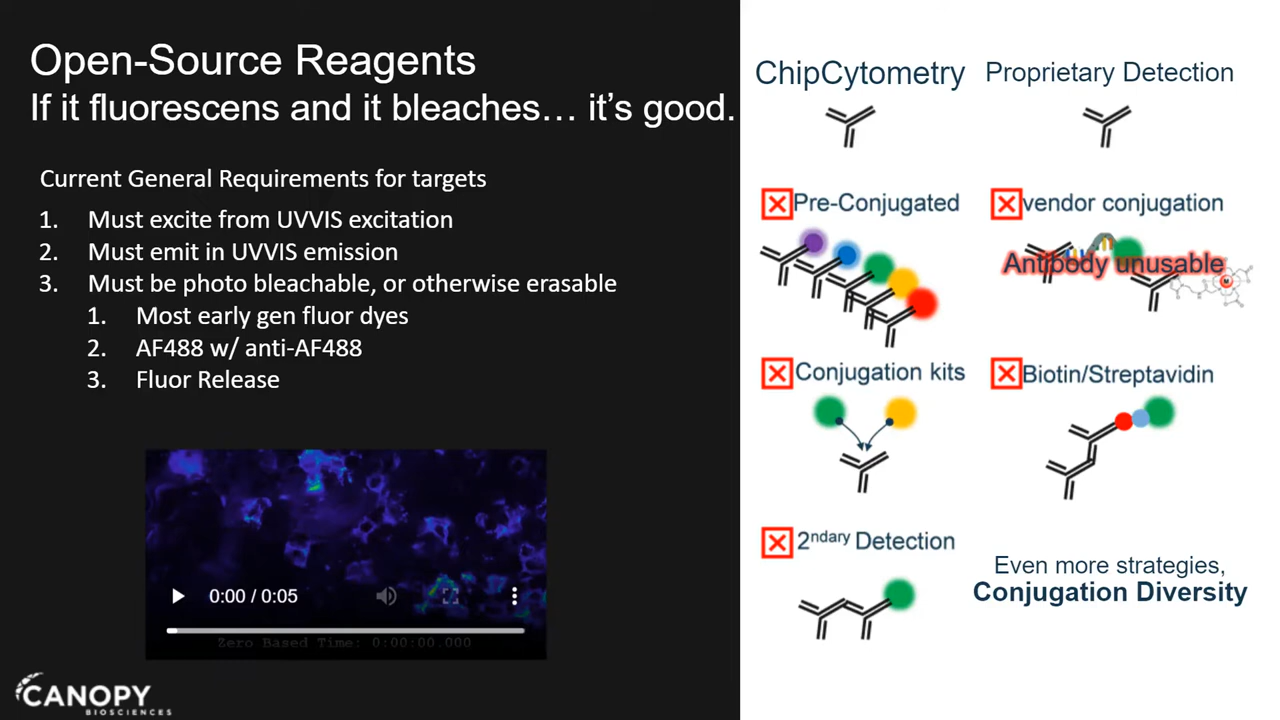 Open-Source Reagents
If it fluorescens and it bleaches… it’s good.
Current General Requirements for targets
1. Must excite from UVVIS excitation
2. Must emit in UVVIS emission
3. Must be photo bleachable, or otherwise erasable
1. Most early gen fluor dyes
2. AF488 w/ anti-AF488
3. Fluor Release
0:00 / 0:05
Zero Based Time: 0:00:00.000
CANOPY
BIOSCIENCES
ChipCytometry
Proprietary Detection
Pre-Conjugated
vendor conjugation
Antibody unusable
M
Conjugation kits
Biotin/Streptavidin
2ndary Detection
Even more strategies,
Conjugation Diversity